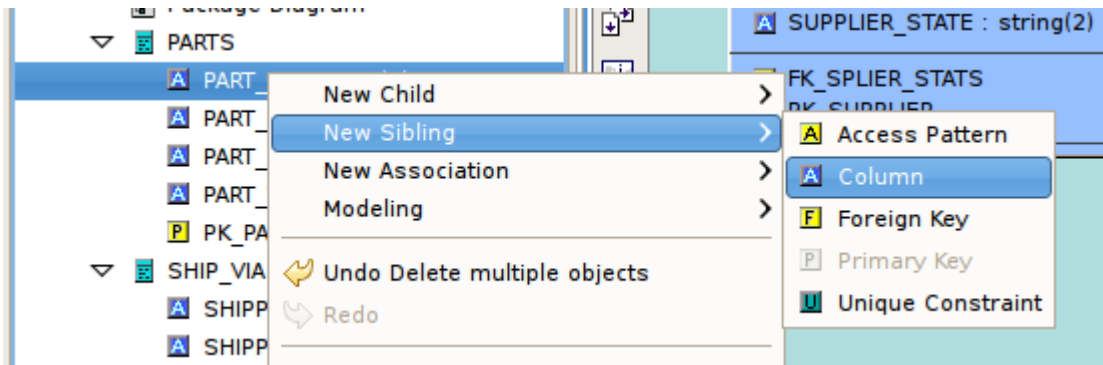 Package Diagram
PARTS
PART_
PART_
PART_
PART_
PK_PA
SHIP_VIA
SHIPP
SHIPP
New Child
New Sibling
New Association
Modeling
Undo Delete multiple objects
Redo
SUPPLIER_STATE : string(2)
FK_SPLIER_STATS
PK_SUPPLIER
A Access Pattern
A Column
F Foreign Key
P Primary Key
U Unique Constraint